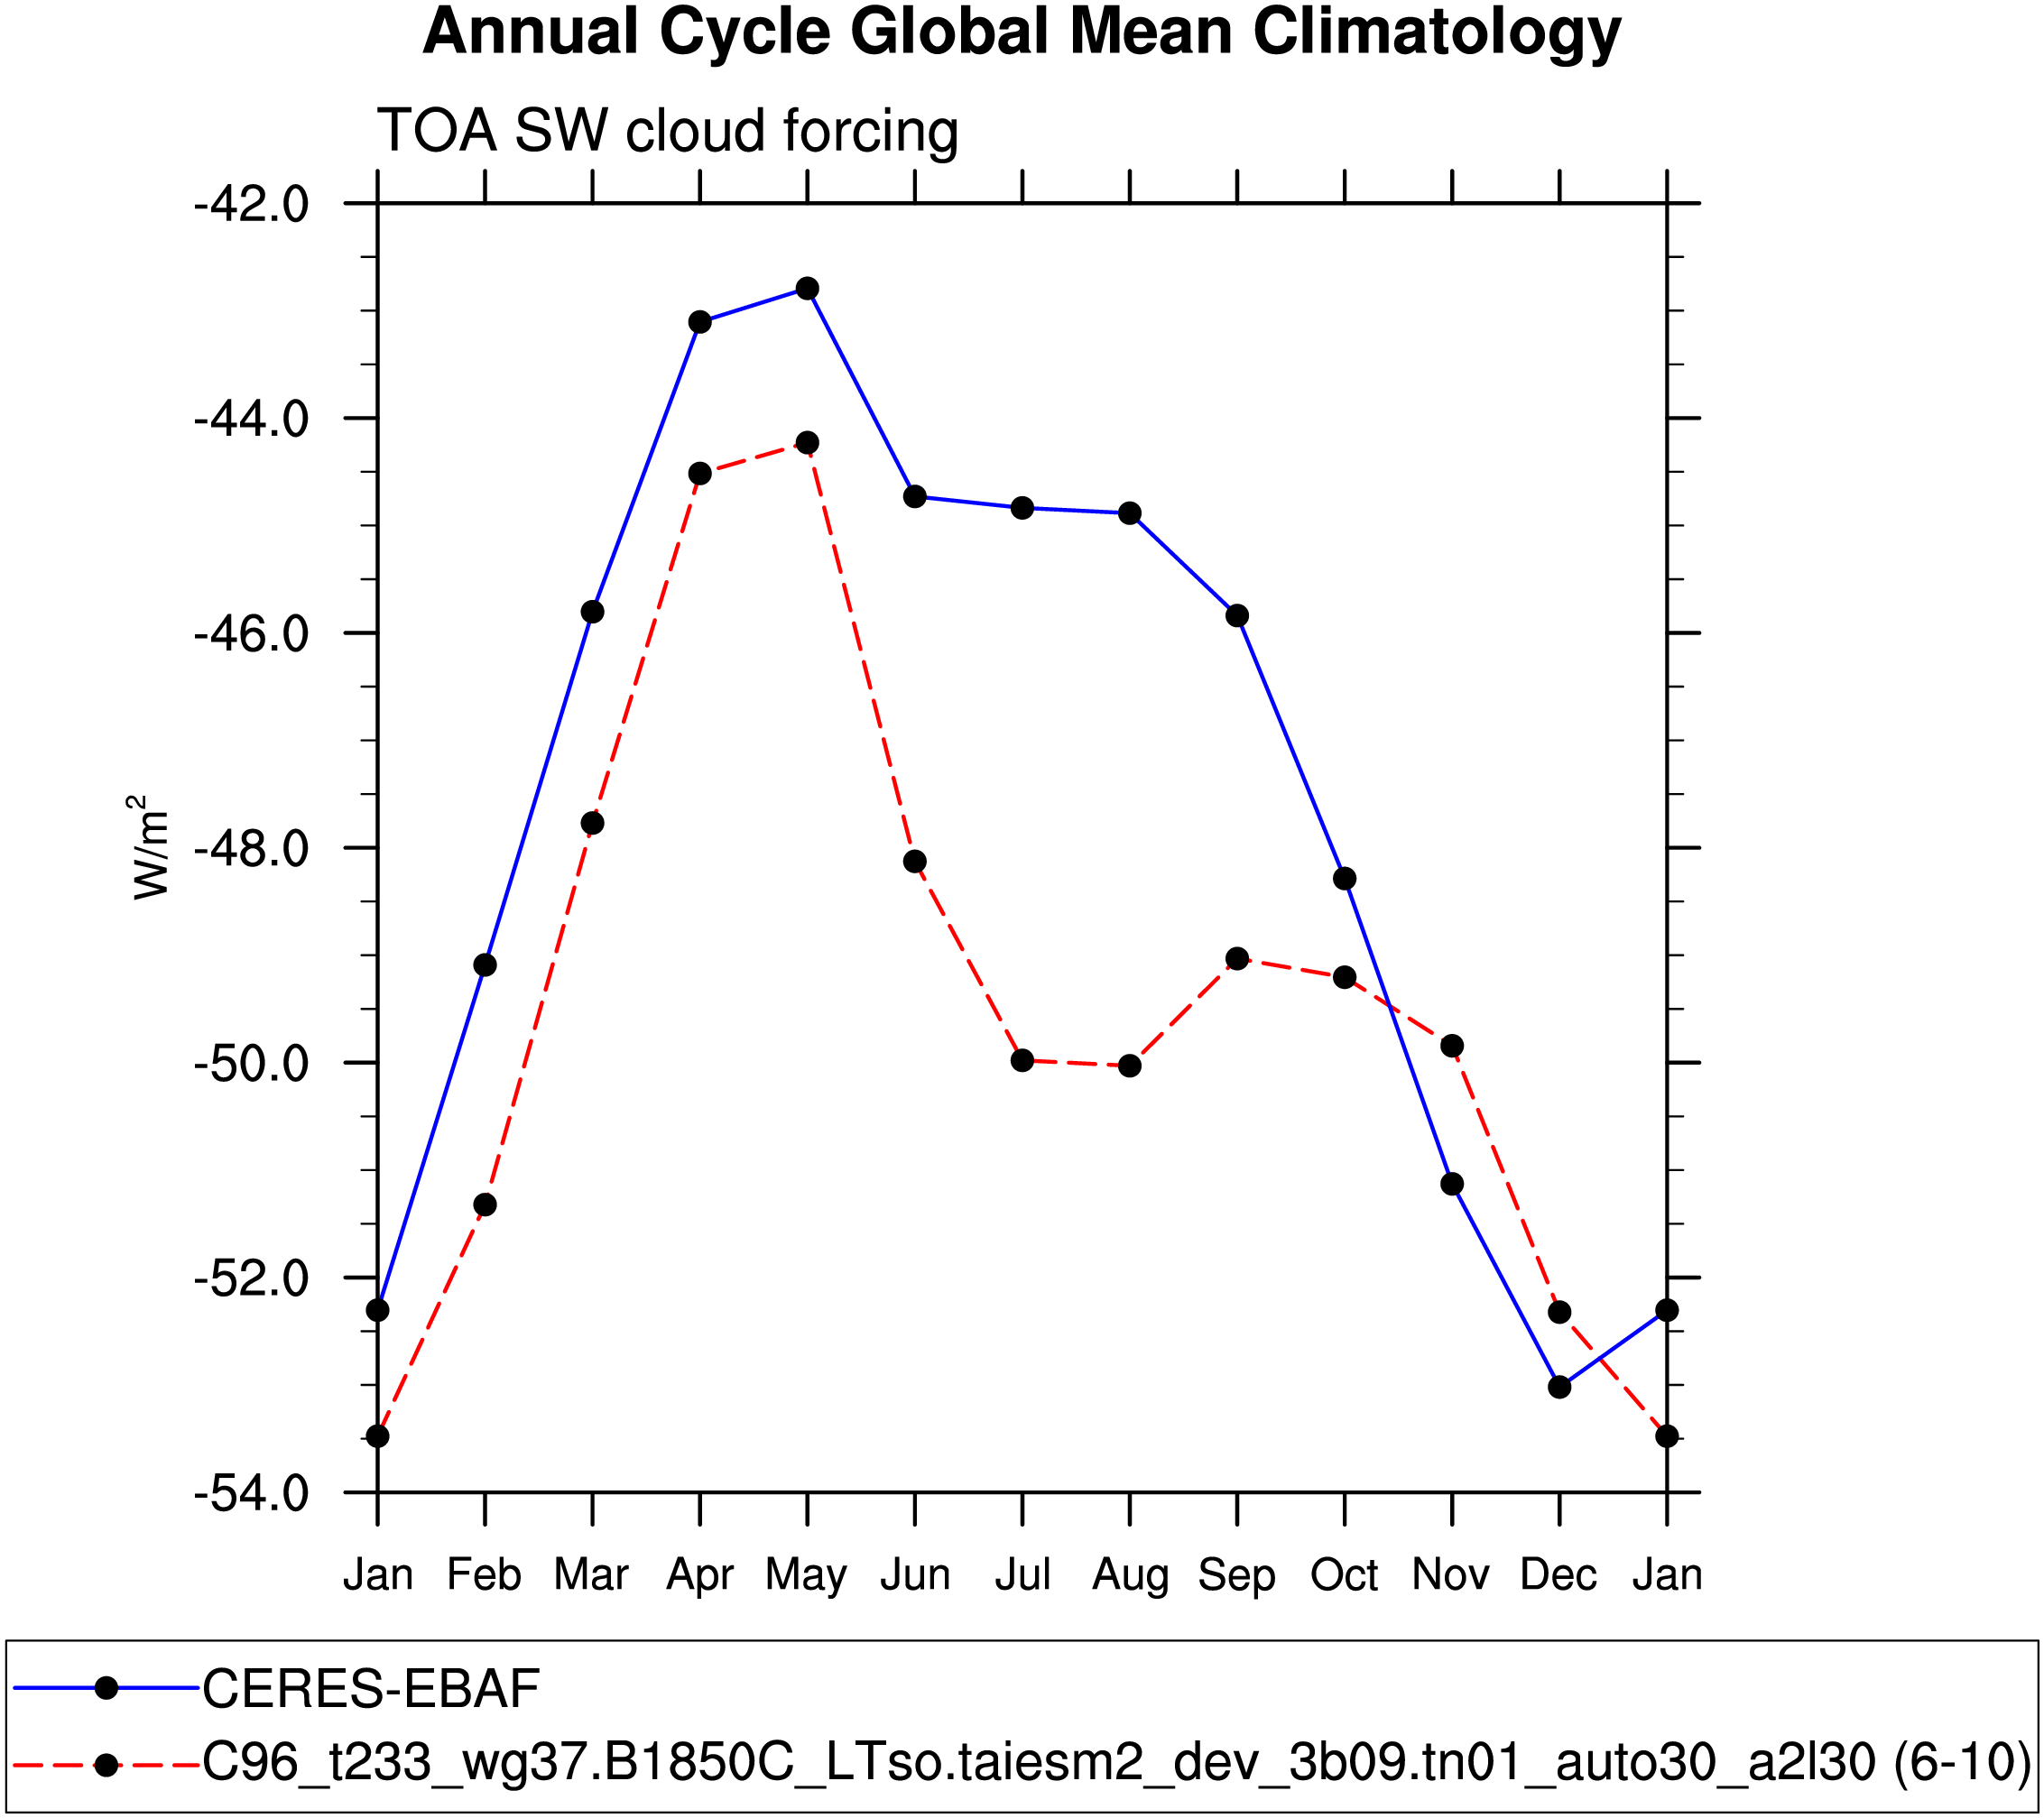 Annual Cycle Global Mean Climatology
TOA SW cloud forcing
-42.0
-44.0
-46.0
-48.0
-50.0
-52.0
-54.0
W/m²
Jan Feb Mar Apr May Jun Jul Aug Sep Oct Nov Dec Jan
CERES-EBAF
C96_t233_wg37.B1850C_LTso.taiesm2_dev_3b09.tn01_auto30_a2l30 (6-10)